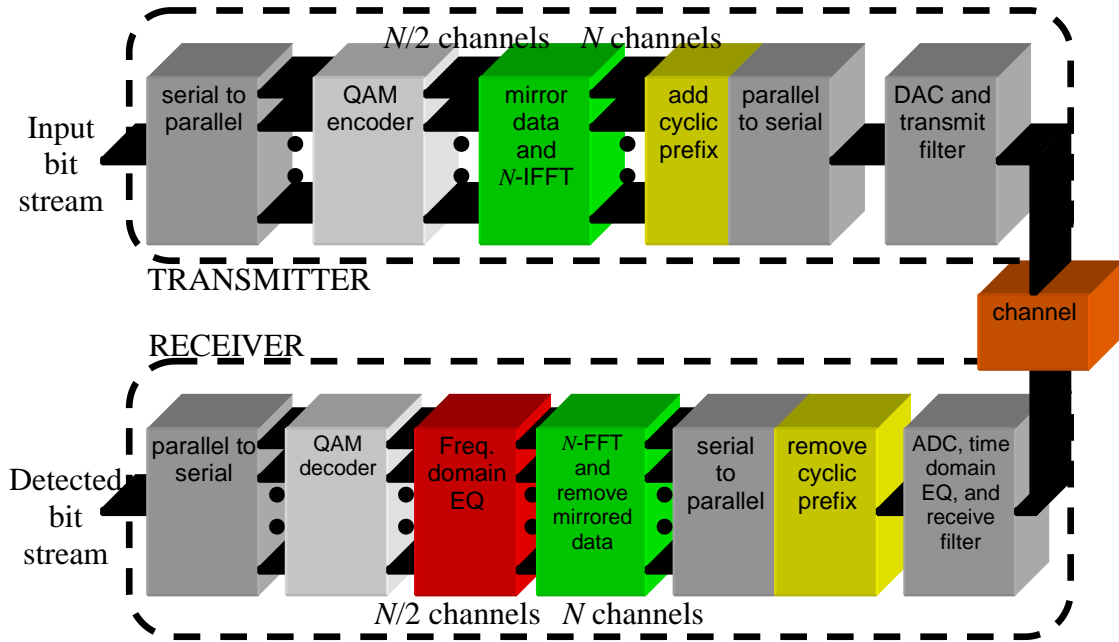 N/2 channels
N channels
Input
bit
stream
serial to
parallel
QAM
encoder
mirror
data
and
N-IFFT
add
cyclic
prefix
parallel
to serial
DAC and
transmit
filter
TRANSMITTER
channel
RECEIVER
Detected
bit
stream
parallel to
serial
QAM
decoder
Freq.
domain
EQ
N-FFT
and
remove
mirrored
data
serial
to
parallel
remove
cyclic
prefix
ADC, time
domain
EQ, and
receive
filter
N/2 channels
N channels